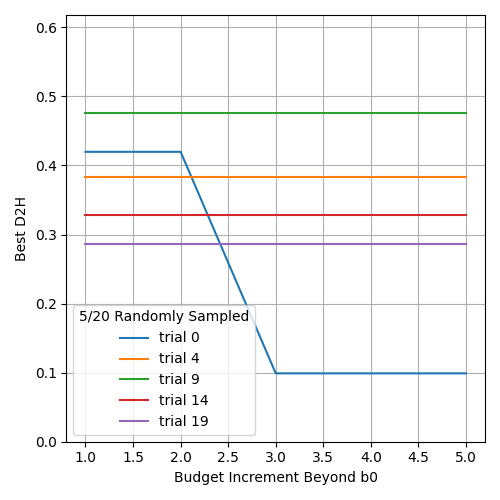 0.6
0.5
0.4
0.3
0.2
0.1
0.0
Best D2H
5/20 Randomly Sampled
trial 0
trial 4
trial 9
trial 14
trial 19
1.0 1.5 2.0 2.5 3.0 3.5 4.0 4.5 5.0
Budget Increment Beyond b0